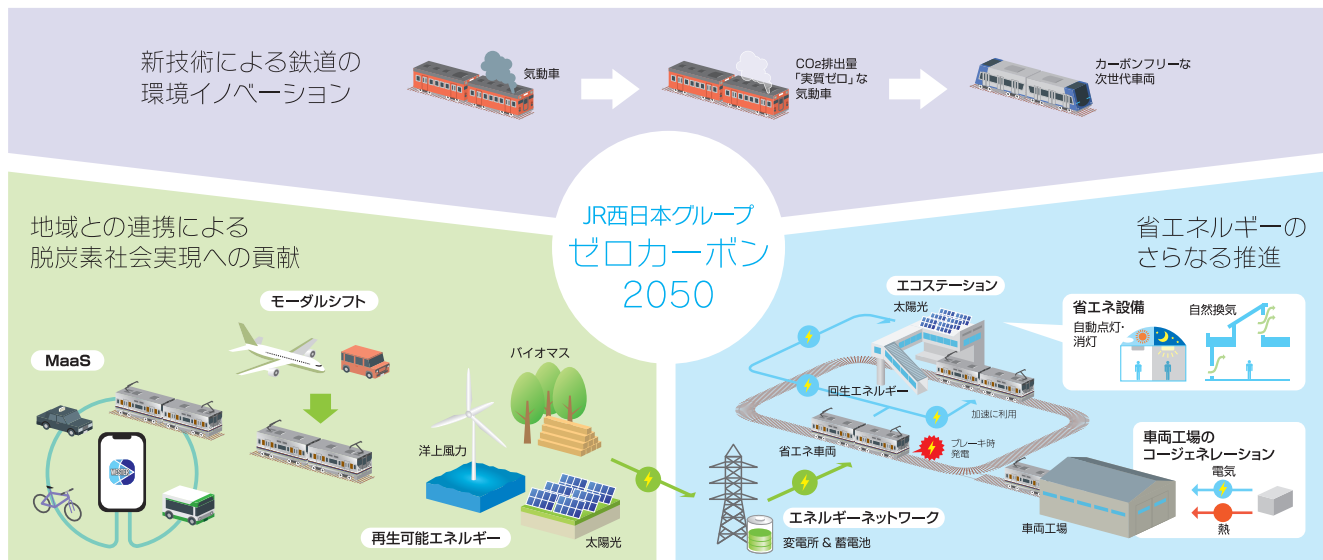 新技術による鉄道の
環境イノベーション
気動車
CO2排出量
「実質ゼロ」な
気動車
カーボンフリーな
次世代車両
JR西日本グループ
ゼロカーボン
2050
地域との連携による
脱炭素社会実現への貢献
モーダルシフト
MaaS
バイオマス
洋上風力
再生可能エネルギー
太陽光
省エネルギーの
さらなる推進
エコステーション
太陽光
省エネ設備
自動点灯・
消灯
自然換気
回生エネルギー
加速に利用
省エネ車両
ブレーキ時
発電
エネルギーネットワーク
変電所 & 蓄電池
車両工場
車両工場の
コージェネレーション
電気
熱